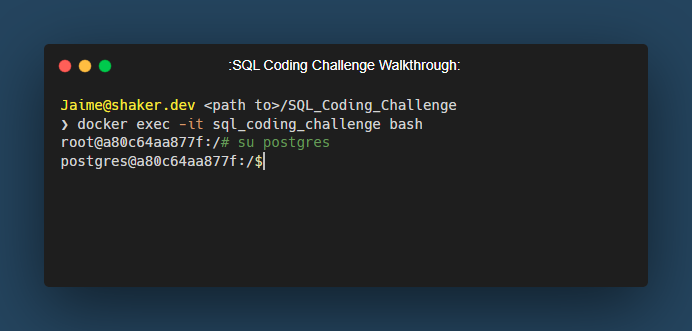 :SQL Coding Challenge Walkthrough:
Jaime@shaker.dev <path to>/SQL_Coding_Challenge
❯ docker exec -it sql_coding_challenge bash
root@a80c64aa877f:/# su postgres
postgres@a80c64aa877f:/$